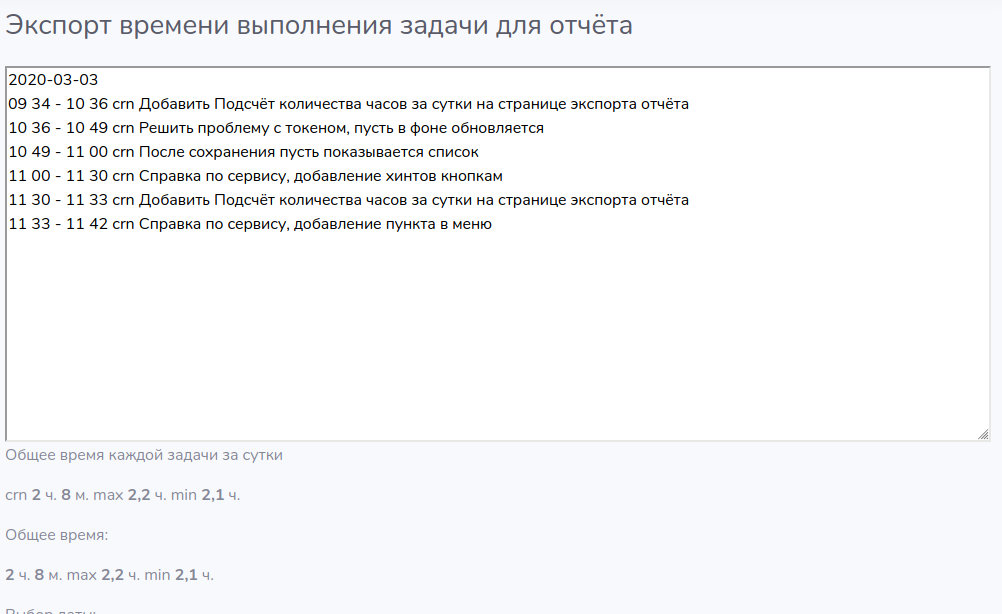 Экспорт времени выполнения задачи для отчёта
2020-03-03
09 34 - 10 36 crn Добавить Подсчёт количества часов за сутки на странице экспорта отчёта
10 36 - 10 49 crn Решить проблему с токеном, пусть в фоне обновляется
10 49 - 11 00 crn После сохранения пусть показывается список
11 00 - 11 30 crn Справка по сервису, добавление хинтов кнопкам
11 30 - 11 33 crn Добавить Подсчёт количества часов за сутки на странице экспорта отчёта
11 33 - 11 42 crn Справка по сервису, добавление пункта в меню
Общее время каждой задачи за сутки
crn 2 ч. 8 м. max 2,2 ч. min 2,1 ч.
Общее время:
2 ч. 8 м. max 2,2 ч. min 2,1 ч.
Выбор даты: